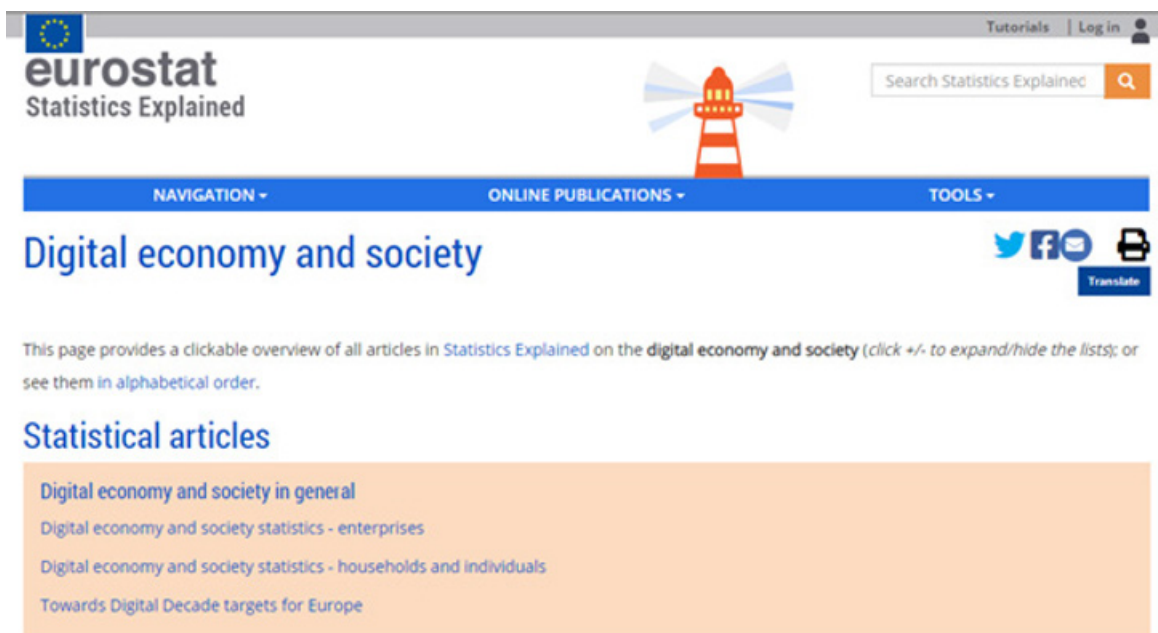 Tutorials | Log in
eurostat
Statistics Explained
Search Statistics Explained
NAVIGATION
ONLINE PUBLICATIONS
TOOLS
Digital economy and society
Translate
This page provides a clickable overview of all articles in Statistics Explained on the digital economy and society (click +/- to expand/hide the lists); or
see them in alphabetical order.
Statistical articles
Digital economy and society in general
Digital economy and society statistics - enterprises
Digital economy and society statistics - households and individuals
Towards Digital Decade targets for Europe